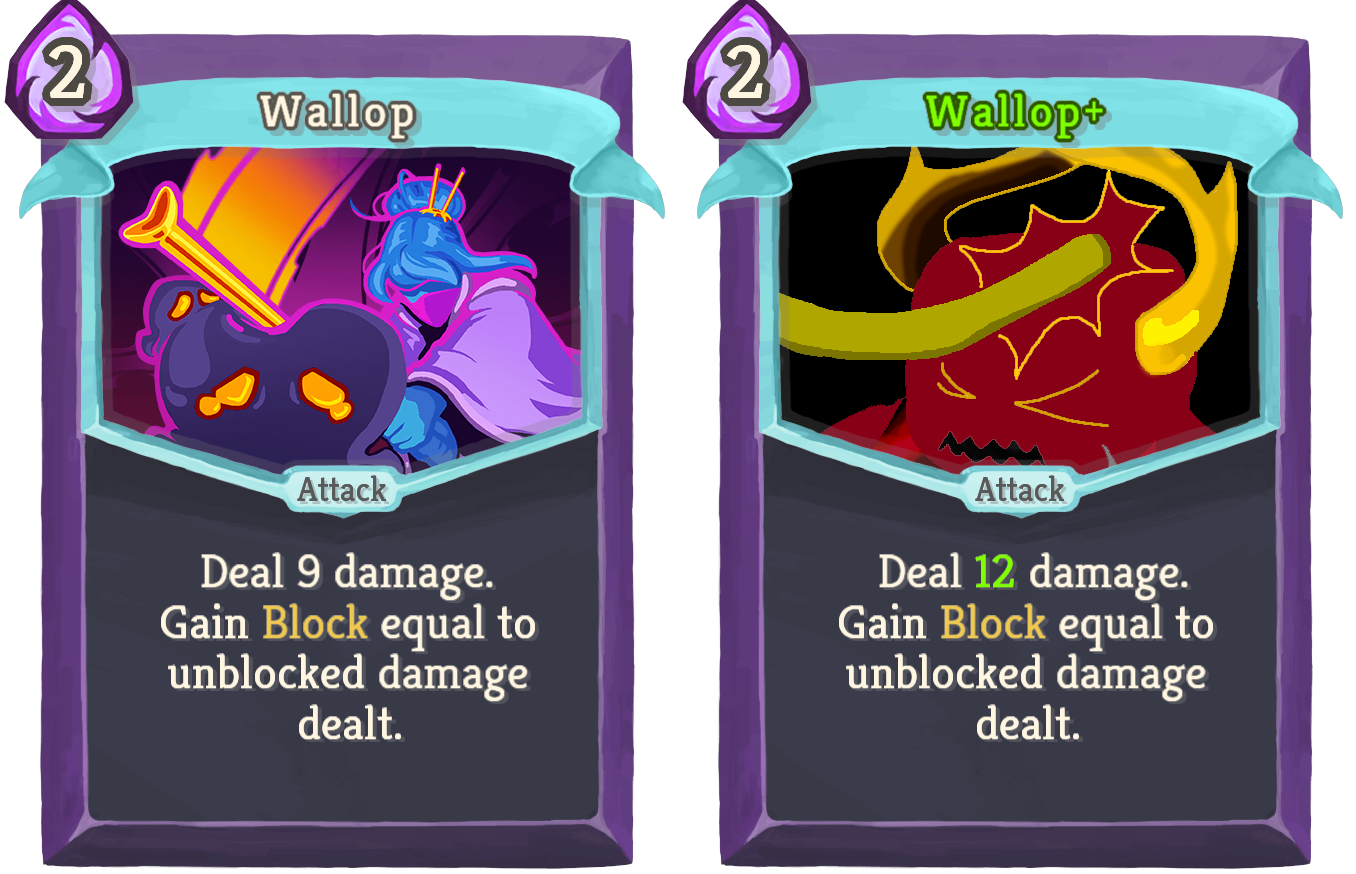 2
Wallop
Attack
Deal 9 damage.
Gain Block equal to
unblocked damage
dealt.
2
Wallop+
Attack
Deal 12 damage.
Gain Block equal to
unblocked damage
dealt.